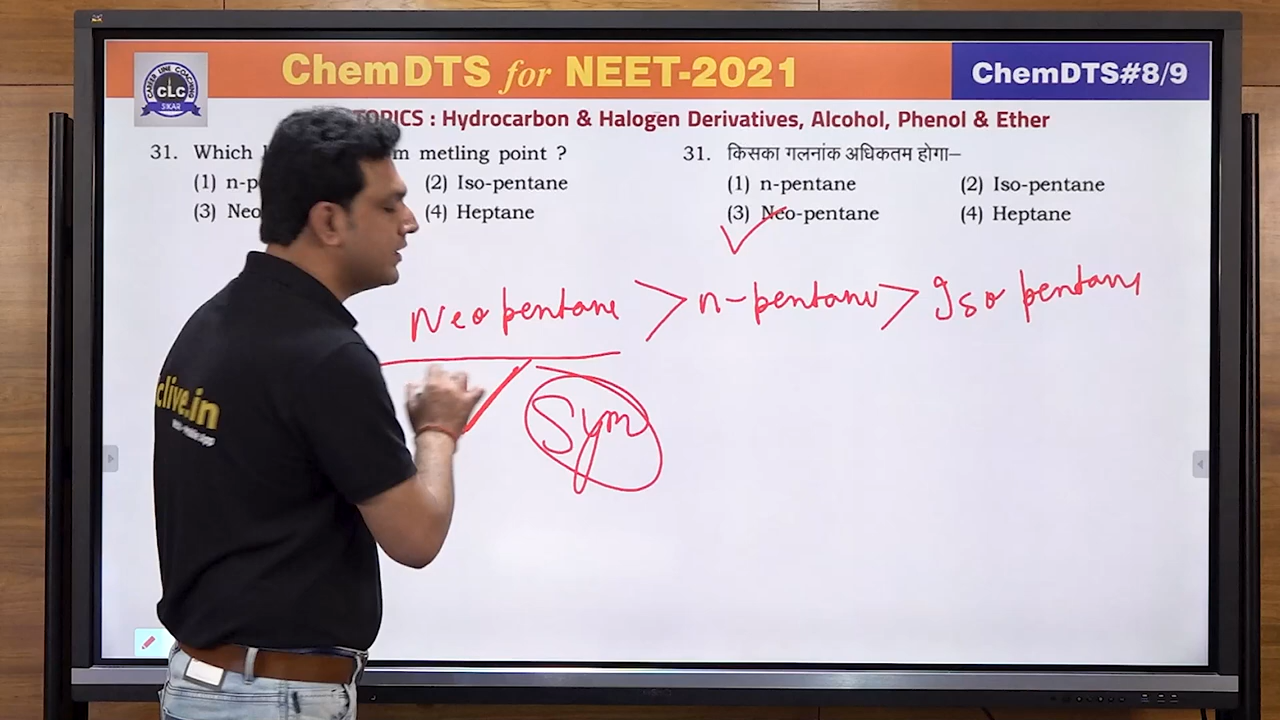 ChemDTS for NEET-2021
ChemDTS#8/9
CAREER LINE COACHING
CLC
SIKAR
TOPICS : Hydrocarbon & Halogen Derivatives, Alcohol, Phenol & Ether
31. Which m metling point ?
(1) n-p (2) Iso-pentane
(3) Neo (4) Heptane
31. किसका गलनांक अधिकतम होगा–
(1) n-pentane (2) Iso-pentane
(3) Neo-pentane (4) Heptane
Neo pentane > n-pentane > Iso pentane
Sym
clive.in